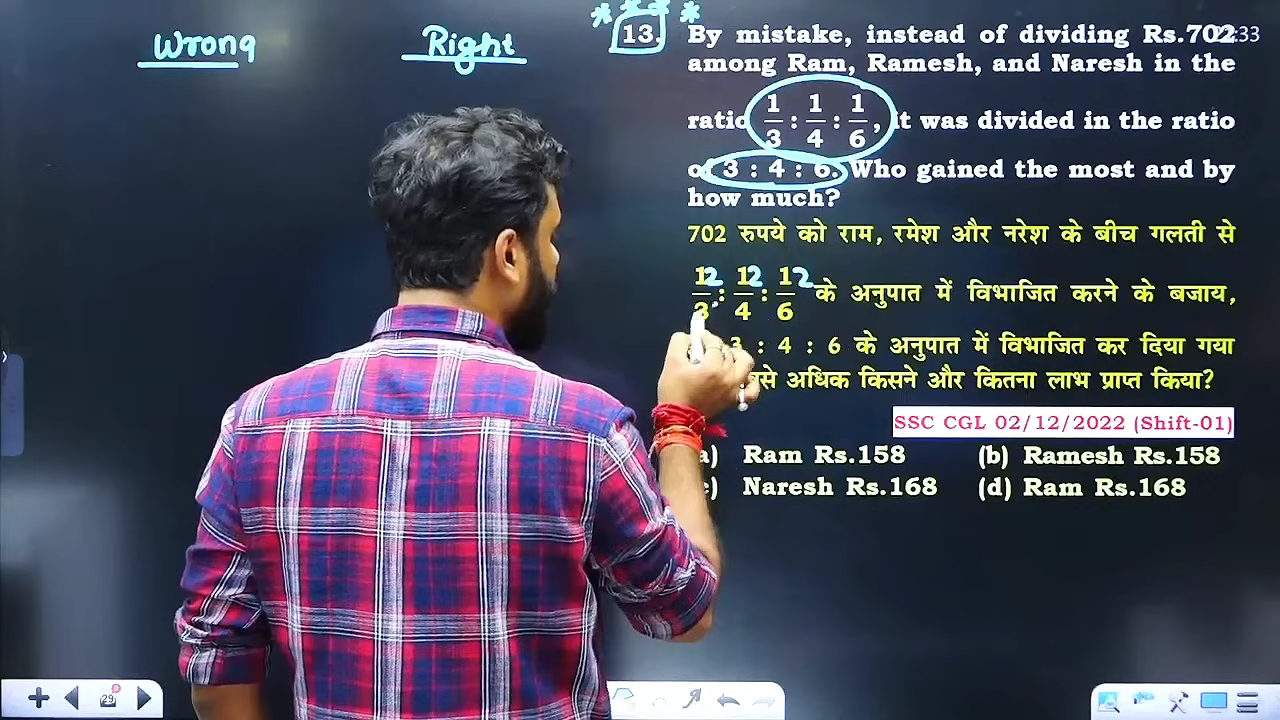 Wrong
Right
13. By mistake, instead of dividing Rs.702
among Ram, Ramesh, and Naresh in the
ratio 1/3 : 1/4 : 1/6, it was divided in the ratio
of 3 : 4 : 6. Who gained the most and by
how much?
702 रुपये को राम, रमेश और नरेश के बीच गलती से
1/3 : 1/4 : 1/6 के अनुपात में विभाजित करने के बजाय,
12 12 12
3 : 4 : 6 के अनुपात में विभाजित कर दिया गया
अधिक किसने और कितना लाभ प्राप्त किया?
SSC CGL 02/12/2022 (Shift-01)
Ram Rs.158
(b) Ramesh Rs.158
Naresh Rs.168
(d) Ram Rs.168
29